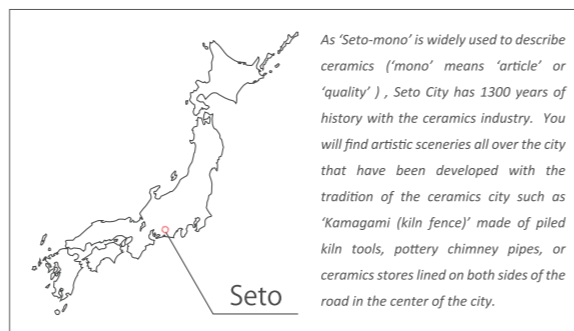 As ‘Seto-mono’ is widely used to describe
ceramics (‘mono’ means ‘article’ or
‘quality’ ) , Seto City has 1300 years of
history with the ceramics industry. You
will find artistic sceneries all over the city
that have been developed with the
tradition of the ceramics city such as
‘Kamagami (kiln fence)’ made of piled
kiln tools, pottery chimney pipes, or
ceramics stores lined on both sides of the
road in the center of the city.
Seto